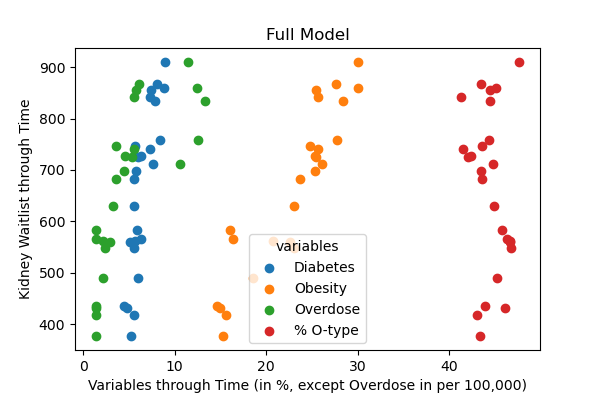 Full Model
Kidney Waitlist through Time
900
800
700
600
500
400
variables
Diabetes
Obesity
Overdose
% O-type
0 10 20 30 40
Variables through Time (in %, except Overdose in per 100,000)